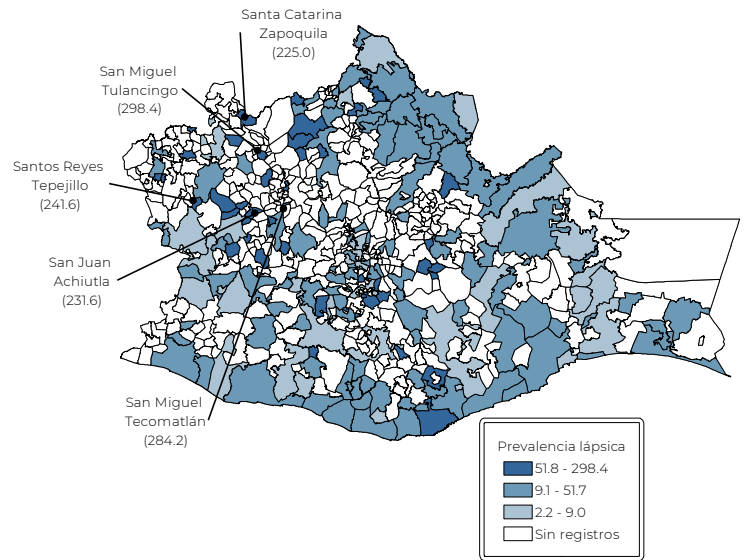 Santa Catarina
Zapoquila
(225.0)
San Miguel
Tulancingo
(298.4)
Santos Reyes
Tepejillo
(241.6)
San Juan
Achiutla
(231.6)
San Miguel
Tecomatlán
(284.2)
Prevalencia lápsica
51.8 - 298.4
9.1 - 51.7
2.2 - 9.0
Sin registros